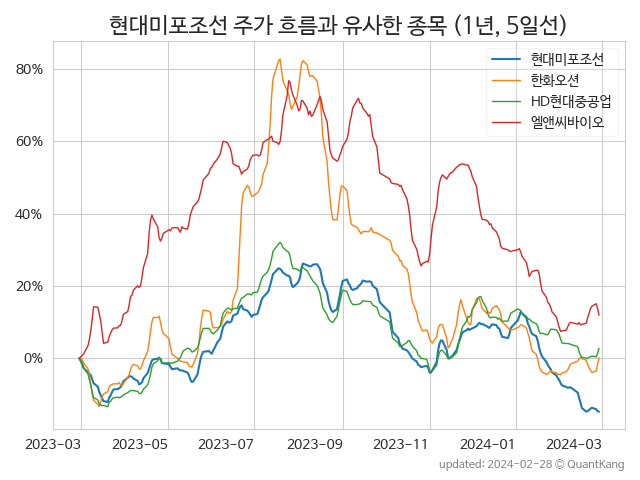 현대미포조선 주가 흐름과 유사한 종목 (1년, 5일선)
현대미포조선
한화오션
HD현대중공업
엘앤씨바이오
80%
60%
40%
20%
0%
2023-03 2023-05 2023-07 2023-09 2023-11 2024-01 2024-03
updated: 2024-02-28 © QuantKang